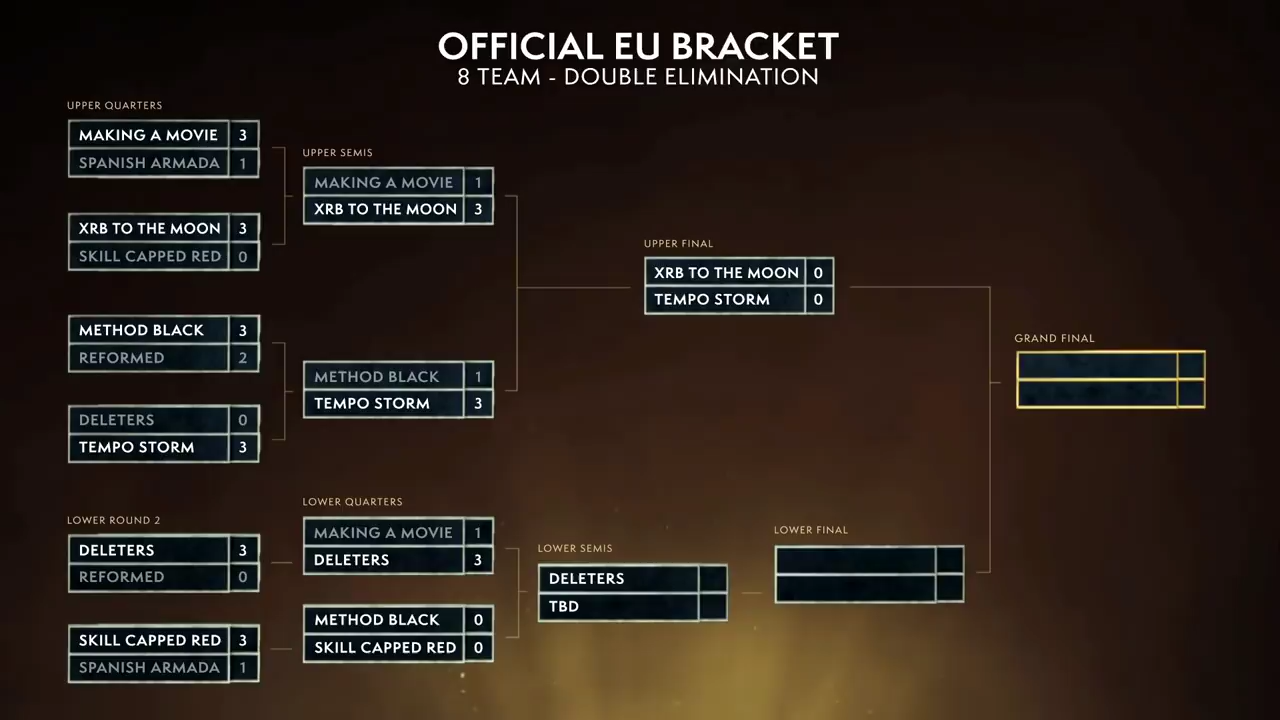 OFFICIAL EU BRACKET
8 TEAM - DOUBLE ELIMINATION
UPPER QUARTERS
MAKING A MOVIE 3
SPANISH ARMADA 1
XRB TO THE MOON 3
SKILL CAPPED RED 0
METHOD BLACK 3
REFORMED 2
DELETERS 0
TEMPO STORM 3
UPPER SEMIS
MAKING A MOVIE 1
XRB TO THE MOON 3
METHOD BLACK 1
TEMPO STORM 3
UPPER FINAL
XRB TO THE MOON 0
TEMPO STORM 0
GRAND FINAL
LOWER ROUND 2
DELETERS 3
REFORMED 0
SKILL CAPPED RED 3
SPANISH ARMADA 1
LOWER QUARTERS
MAKING A MOVIE 1
DELETERS 3
METHOD BLACK 0
SKILL CAPPED RED 0
LOWER SEMIS
DELETERS
TBD
LOWER FINAL